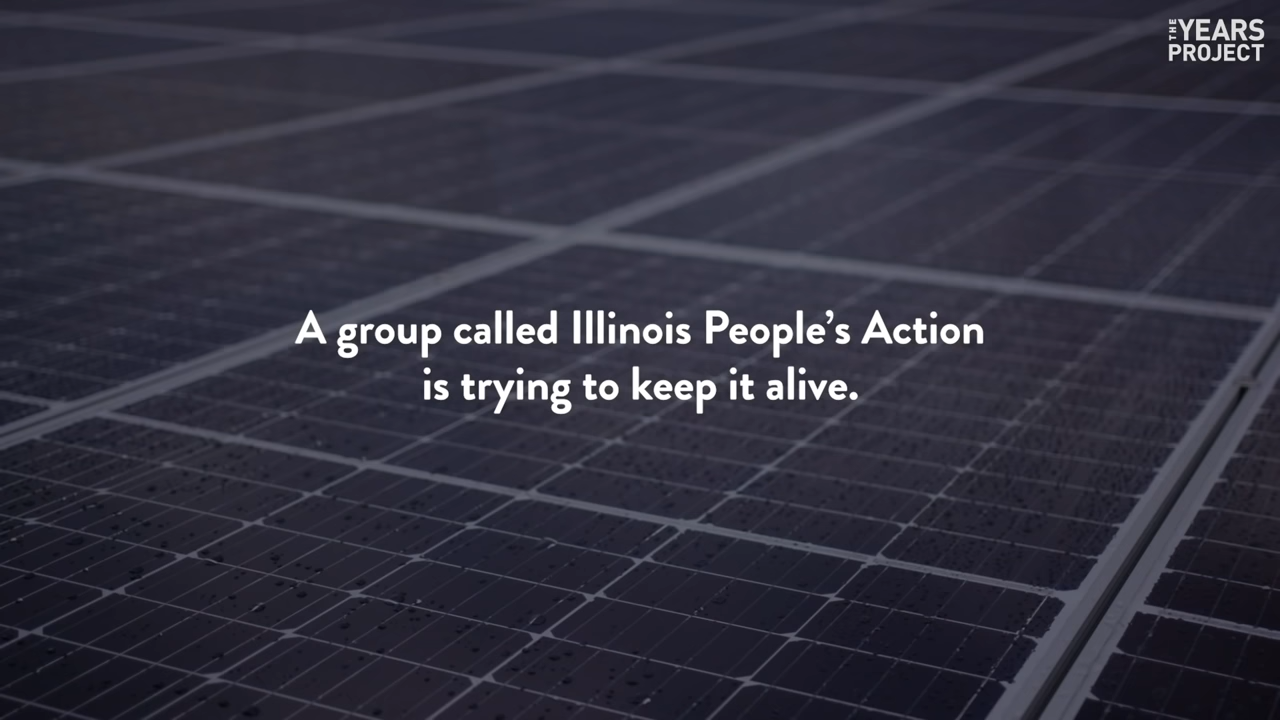 THE YEARS
PROJECT
A group called Illinois People’s Action
is trying to keep it alive.